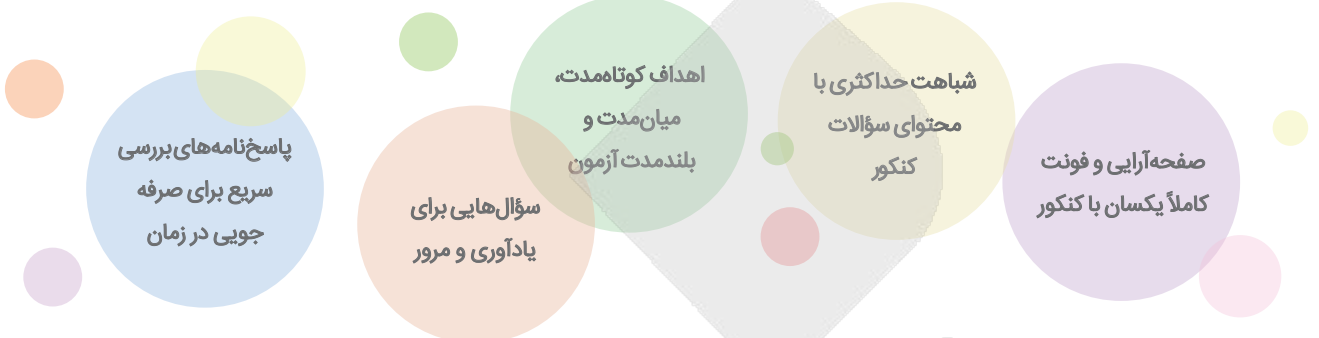 صفحه‌آرایی و فونت
کاملاً یکسان با کنکور
شباهت حداکثری با
محتوای سؤالات
کنکور
اهداف کوتاه‌مدت،
میان‌مدت و
بلندمدت آزمون
سؤال‌هایی برای
یادآوری و مرور
پاسخ‌نامه‌های بررسی
سریع برای صرفه
جویی در زمان